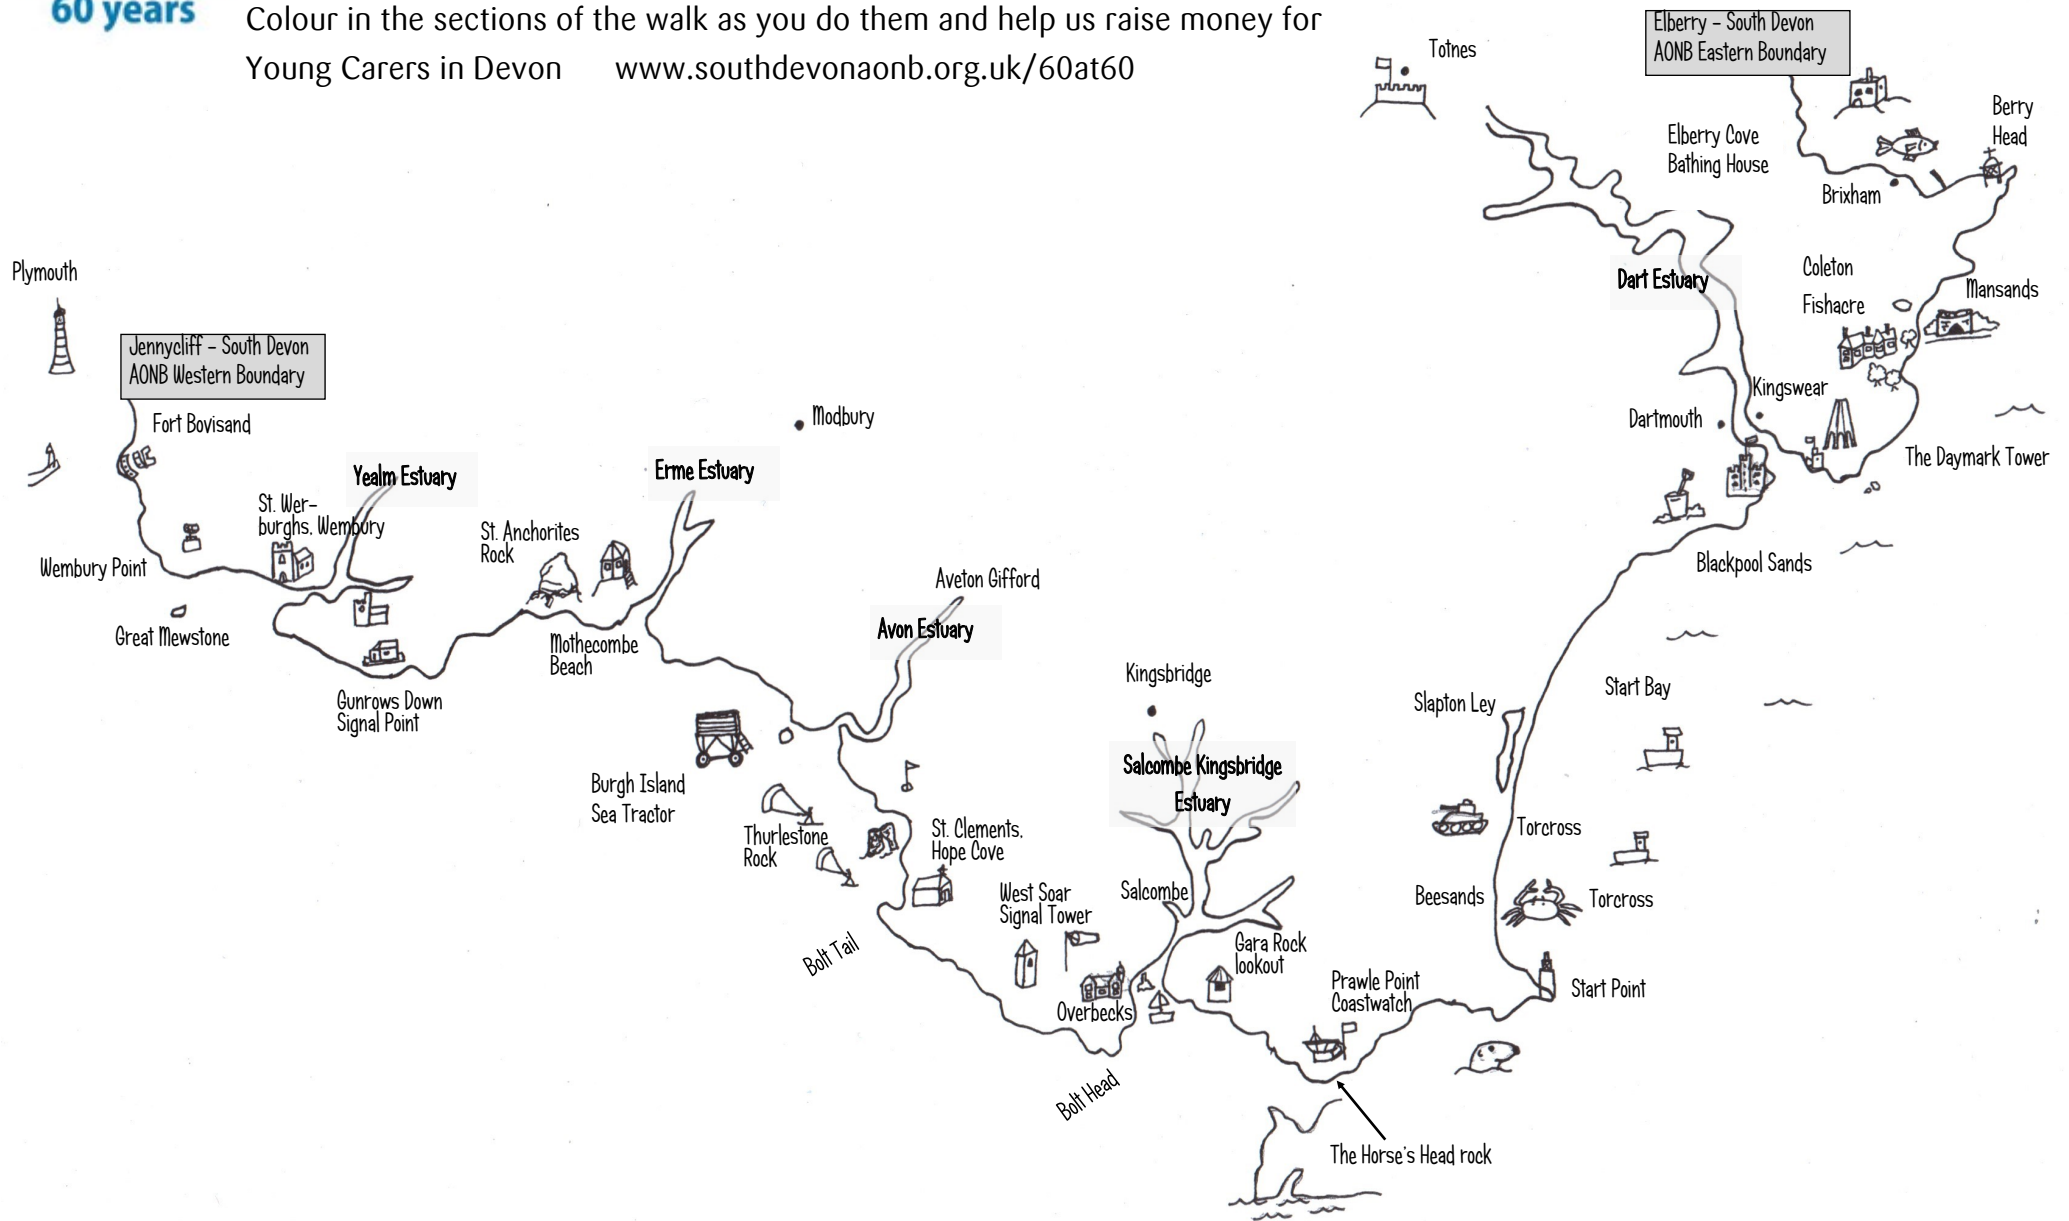 60 years
Colour in the sections of the walk as you do them and help us raise money for
Young Carers in Devon www.southdevonaonb.org.uk/60at60
Totnes
Elberry – South Devon
AONB Eastern Boundary
Berry
Head
Elberry Cove
Bathing House
Brixham
Plymouth
Coleton
Fishacre
Mansands
Dart Estuary
Jennycliff – South Devon
AONB Western Boundary
Fort Bovisand
Kingswear
Dartmouth
Modbury
The Daymark Tower
Yealm Estuary
Erme Estuary
St. Wer-
burghs, Wembury
St. Anchorites
Rock
Wembury Point
Blackpool Sands
Great Mewstone
Mothecombe
Beach
Aveton Gifford
Avon Estuary
Gunrows Down
Signal Point
Kingsbridge
Start Bay
Slapton Ley
Salcombe Kingsbridge
Estuary
Burgh Island
Sea Tractor
Thurlestone
Rock
St. Clements,
Hope Cove
Torcross
West Soar
Signal Tower
Salcombe
Beesands
Torcross
Bolt Tail
Gara Rock
lookout
Overbecks
Prawle Point
Coastwatch
Start Point
Bolt Head
The Horse's Head rock